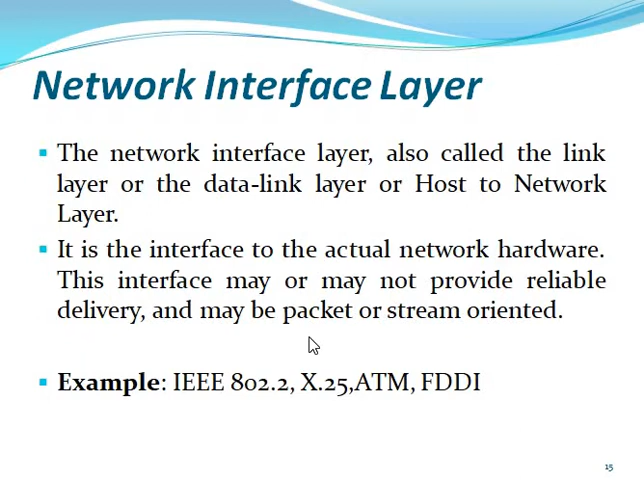 Network Interface Layer
▪ The network interface layer, also called the link
layer or the data-link layer or Host to Network
Layer.
▪ It is the interface to the actual network hardware.
This interface may or may not provide reliable
delivery, and may be packet or stream oriented.
▪ Example: IEEE 802.2, X.25,ATM, FDDI
15